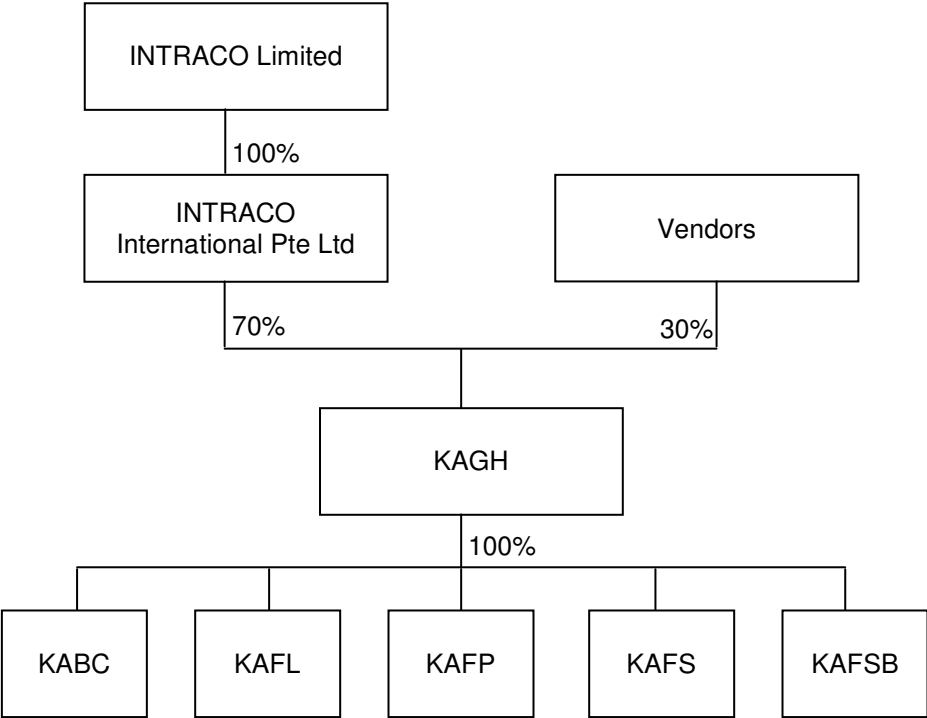 INTRACO Limited
100%
INTRACO
International Pte Ltd
Vendors
70%
30%
KAGH
100%
KABC
KAFL
KAFP
KAFS
KAFSB